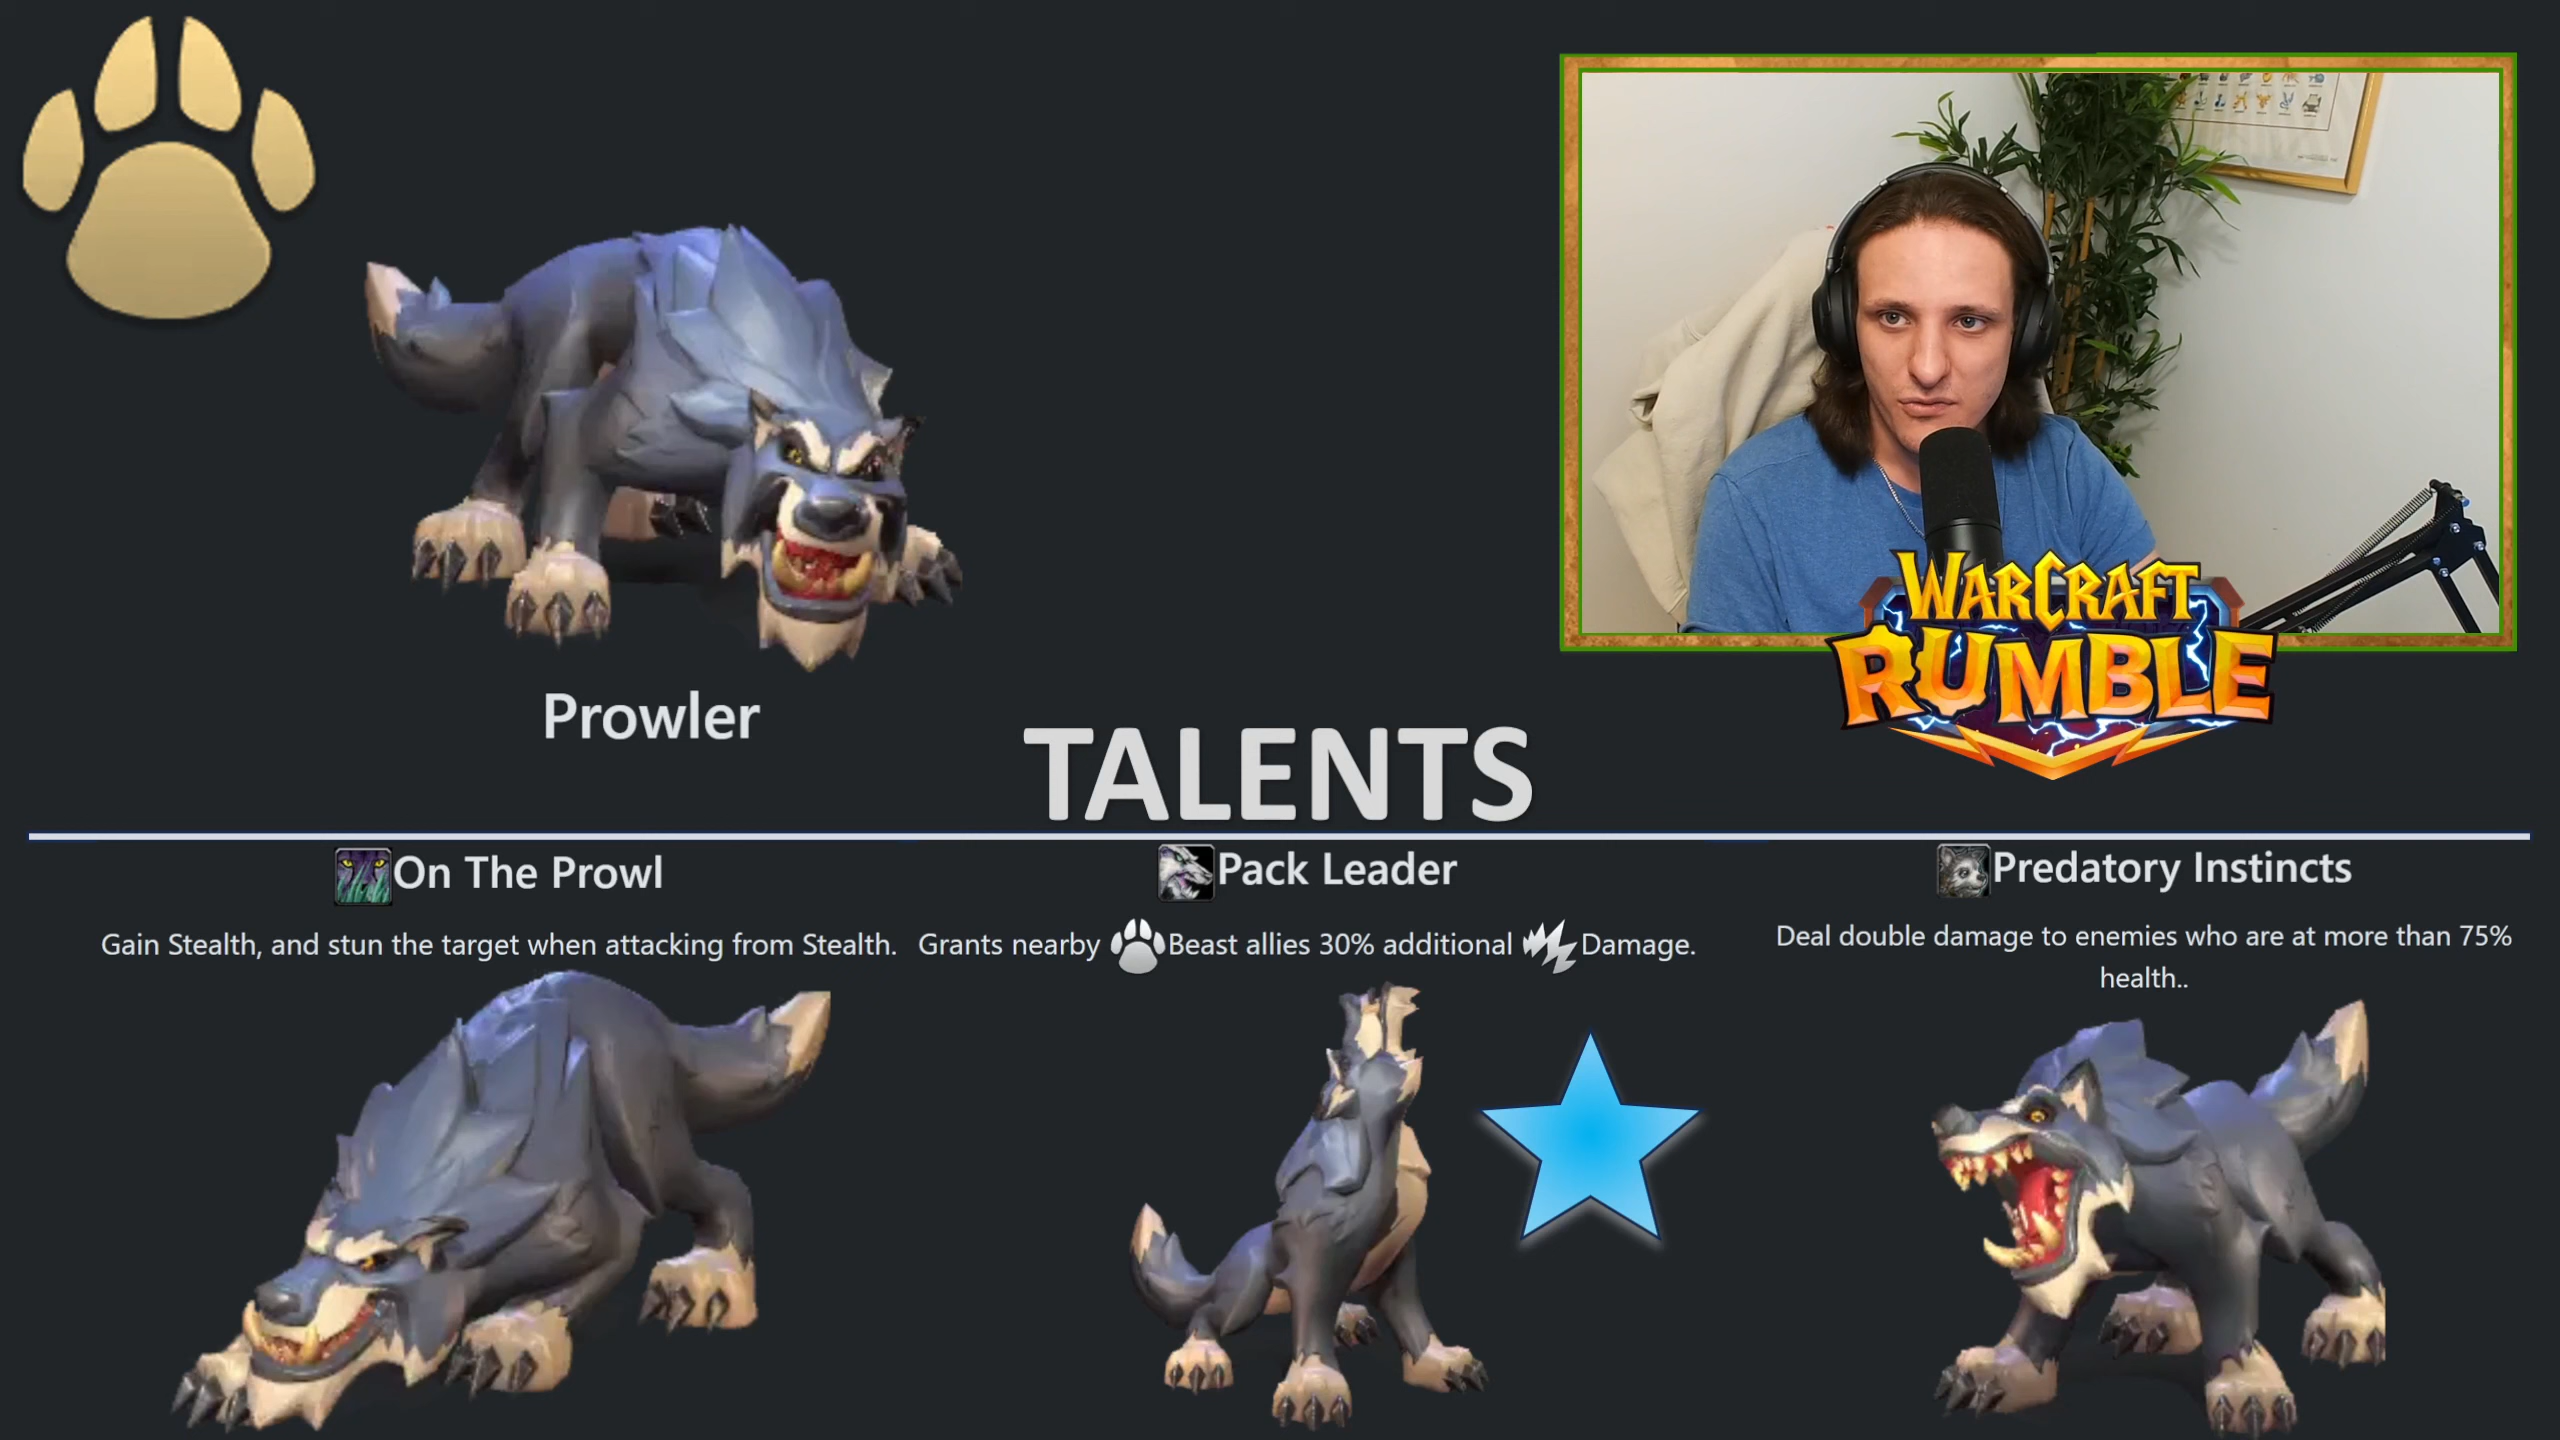 WARCRAFT
RUMBLE
Prowler
TALENTS
On The Prowl
Gain Stealth, and stun the target when attacking from Stealth.
Pack Leader
Grants nearby Beast allies 30% additional Damage.
Predatory Instincts
Deal double damage to enemies who are at more than 75%
health..